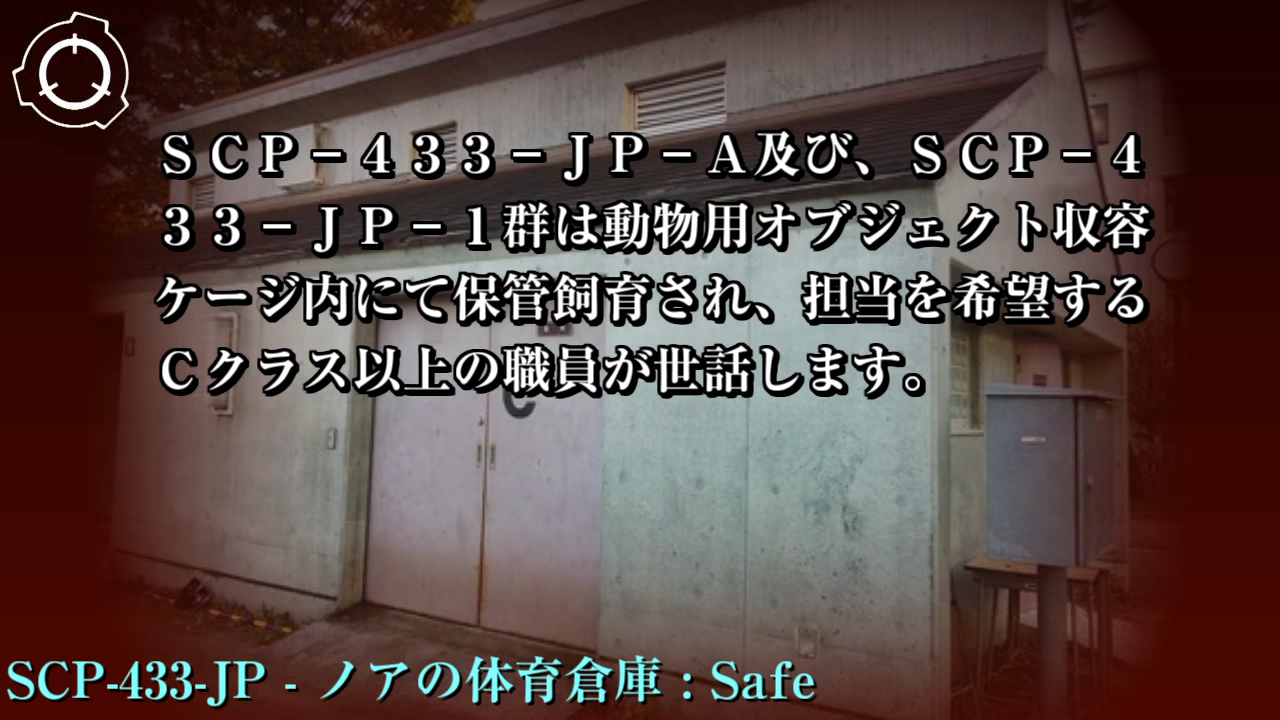 SCP−433−JP−A及び、SCP−4
33−JP−1群は動物用オブジェクト収容
ケージ内にて保管飼育され、担当を希望する
Cクラス以上の職員が世話します。
C
SCP-433-JP - ノアの体育倉庫：Safe